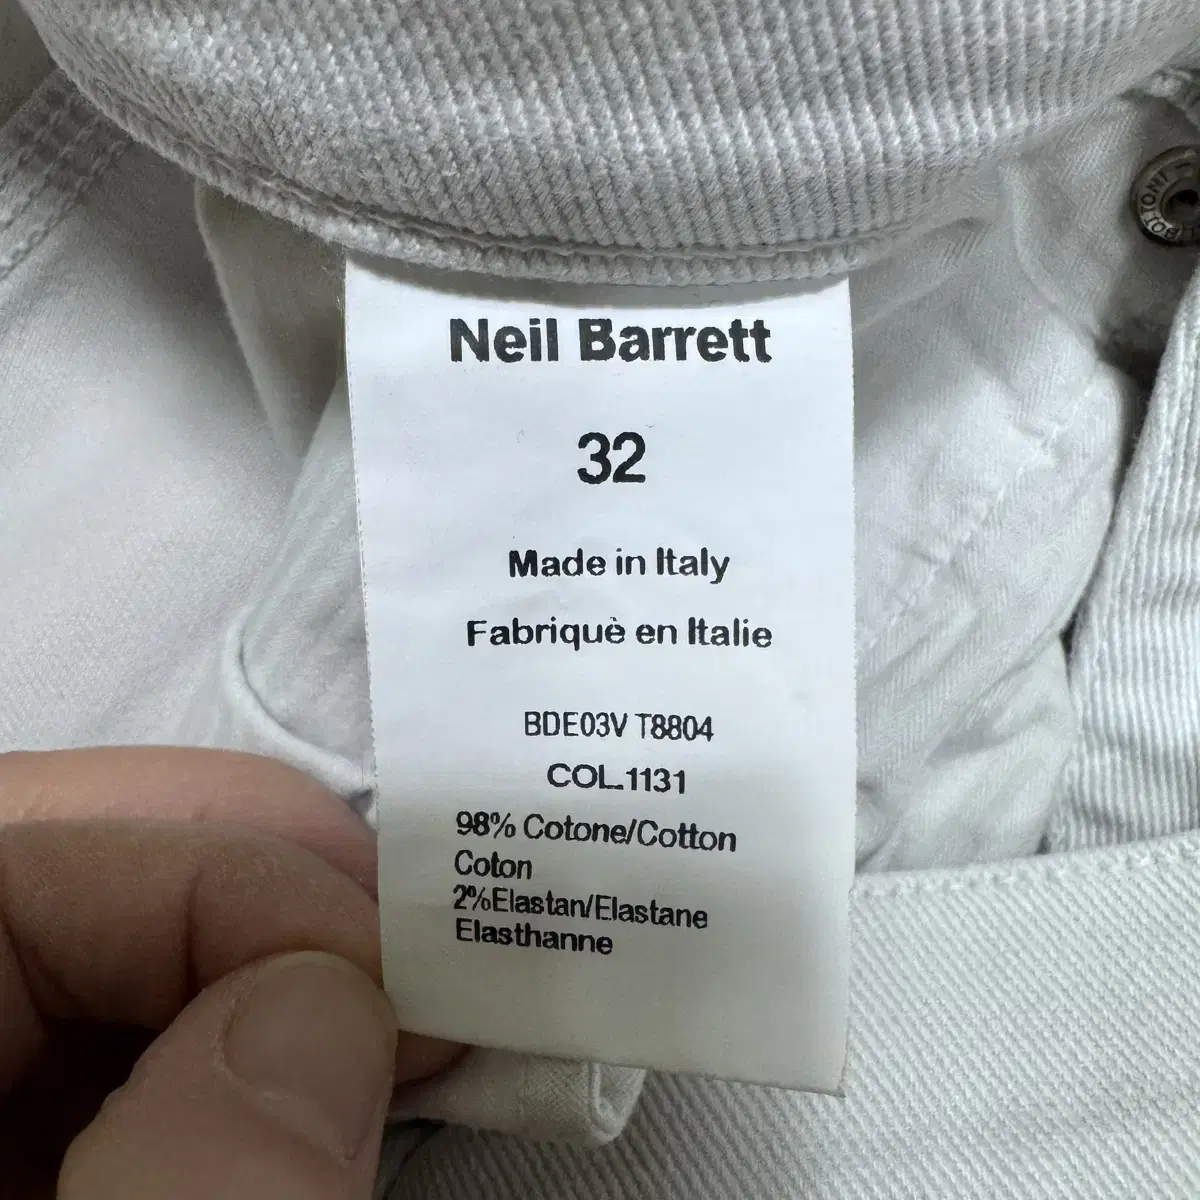 Neil Barrett
32
Made in Italy
Fabriquè en Italie
BDE03V T8804
COL.1131
98% Cotone/Cotton
Coton
2%Elastan/Elastane
Elasthanne